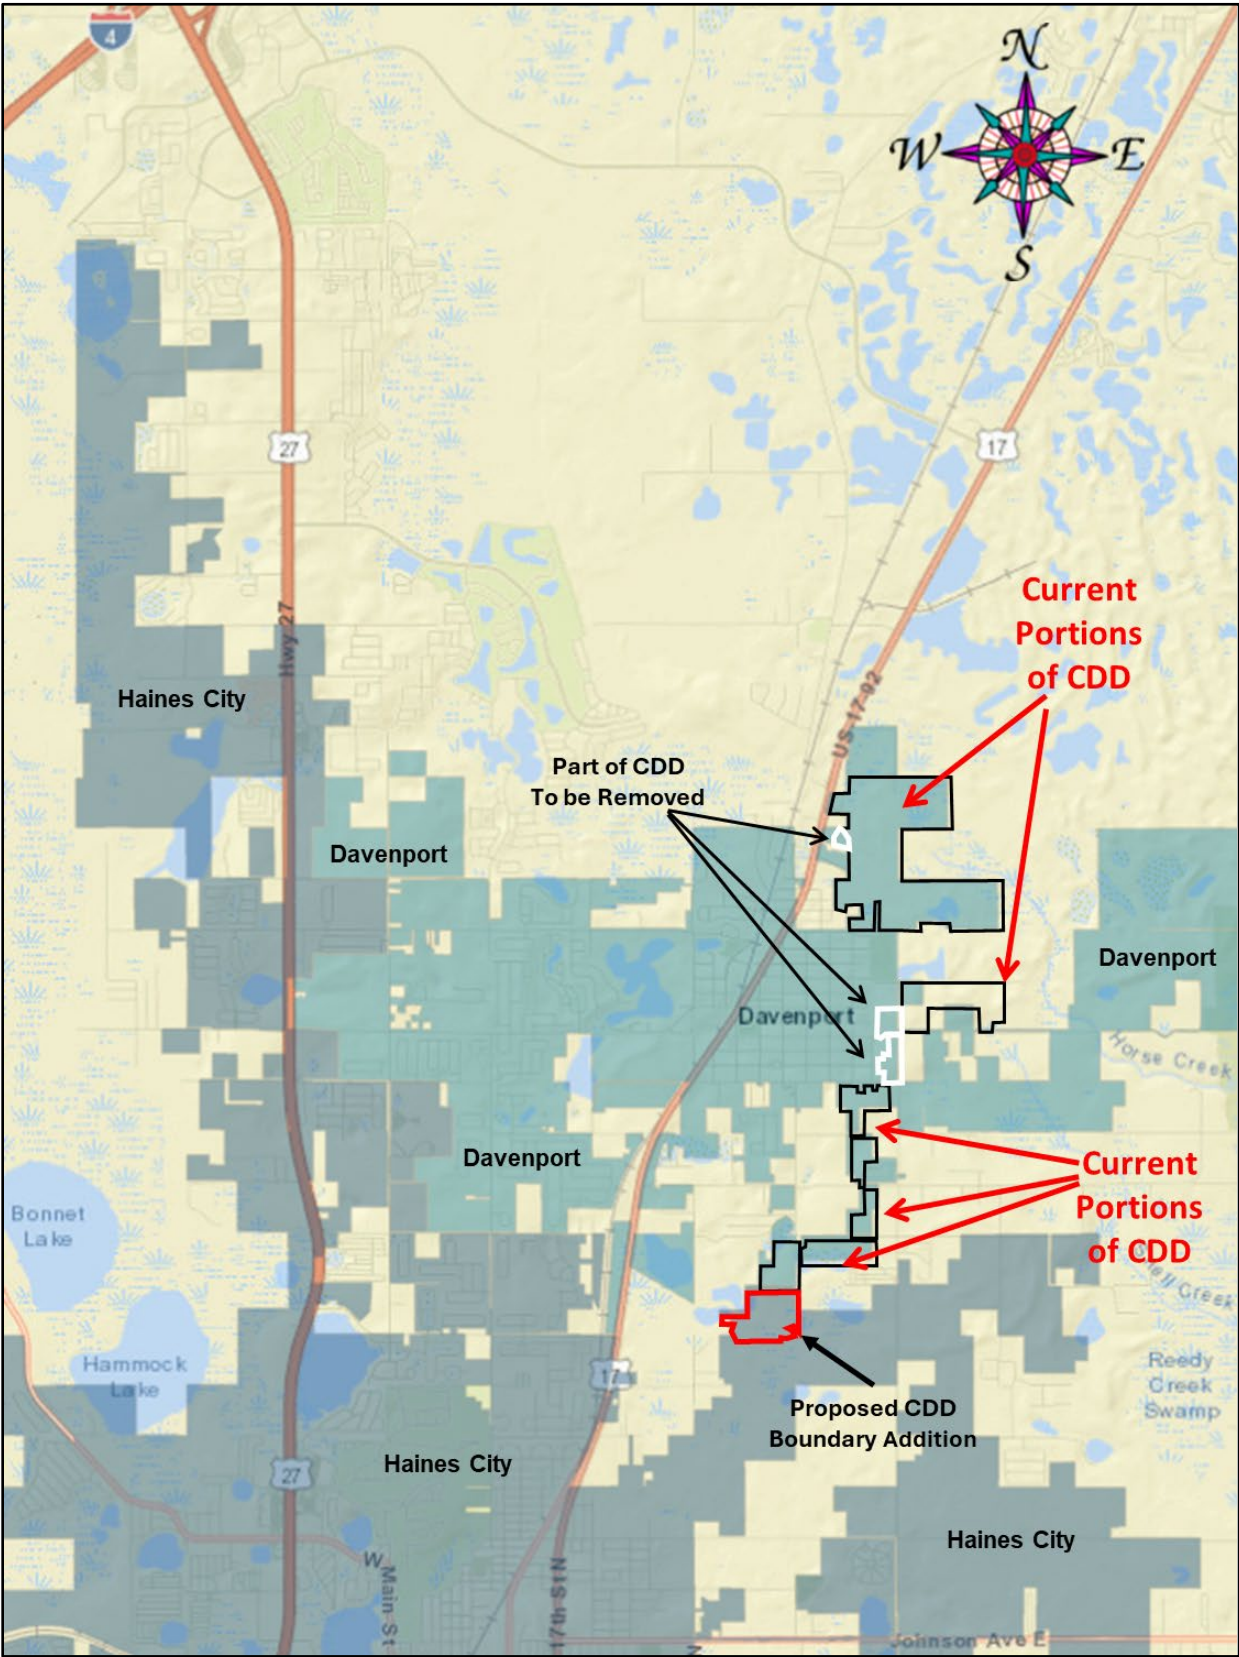 4
N
W
E
S
27
17
Hwy 27
US-17-92
Current
Portions
of CDD
Haines City
Part of CDD
To be Removed
Davenport
Davenport
Davenport
Horse Creek
Davenport
Current
Portions
of CDD
Bonnet
Lake
Creek
Hammock
Lake
17
Reedy
Creek
Swamp
Proposed CDD
Boundary Addition
Haines City
27
Haines City
W Main St
17th St N
N
Johnson Ave E